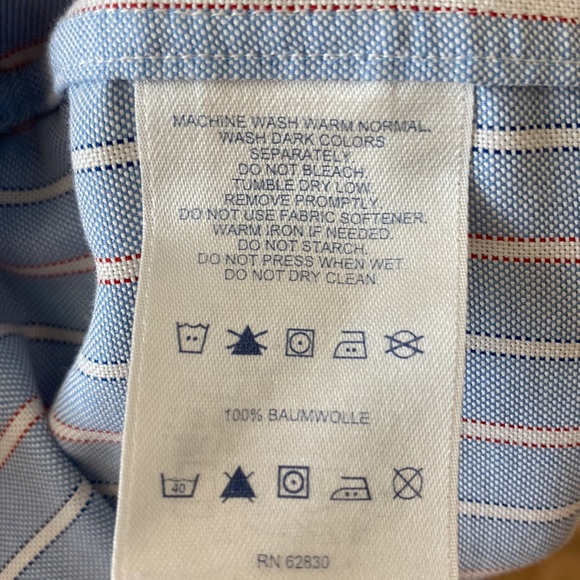 MACHINE WASH WARM NORMAL.
WASH DARK COLORS
SEPARATELY.
DO NOT BLEACH.
TUMBLE DRY LOW.
REMOVE PROMPTLY.
DO NOT USE FABRIC SOFTENER.
WARM IRON IF NEEDED.
DO NOT STARCH.
DO NOT PRESS WHEN WET.
DO NOT DRY CLEAN.
100% BAUMWOLLE
40
RN 62830